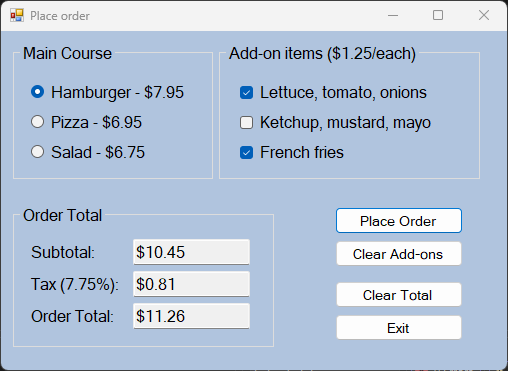 Place order
Main Course
Hamburger - $7.95
Pizza - $6.95
Salad - $6.75
Add-on items ($1.25/each)
Lettuce, tomato, onions
Ketchup, mustard, mayo
French fries
Order Total
Subtotal: $10.45
Tax (7.75%): $0.81
Order Total: $11.26
Place Order
Clear Add-ons
Clear Total
Exit